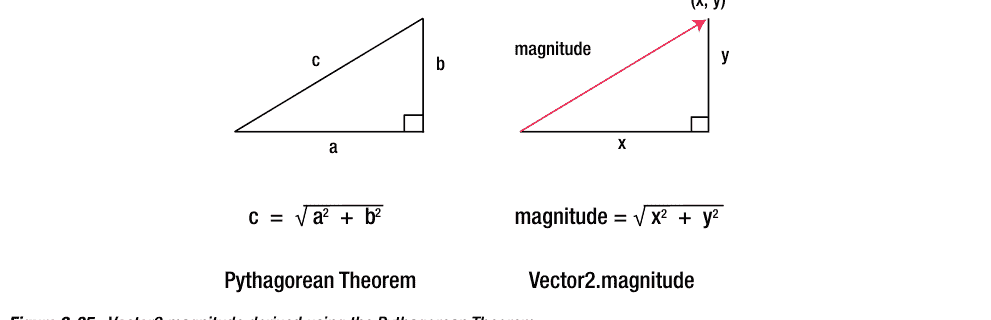 (x, y)
magnitude
c
b
y
a
x
c = √ a² + b²
magnitude = √ x² + y²
Pythagorean Theorem
Vector2.magnitude